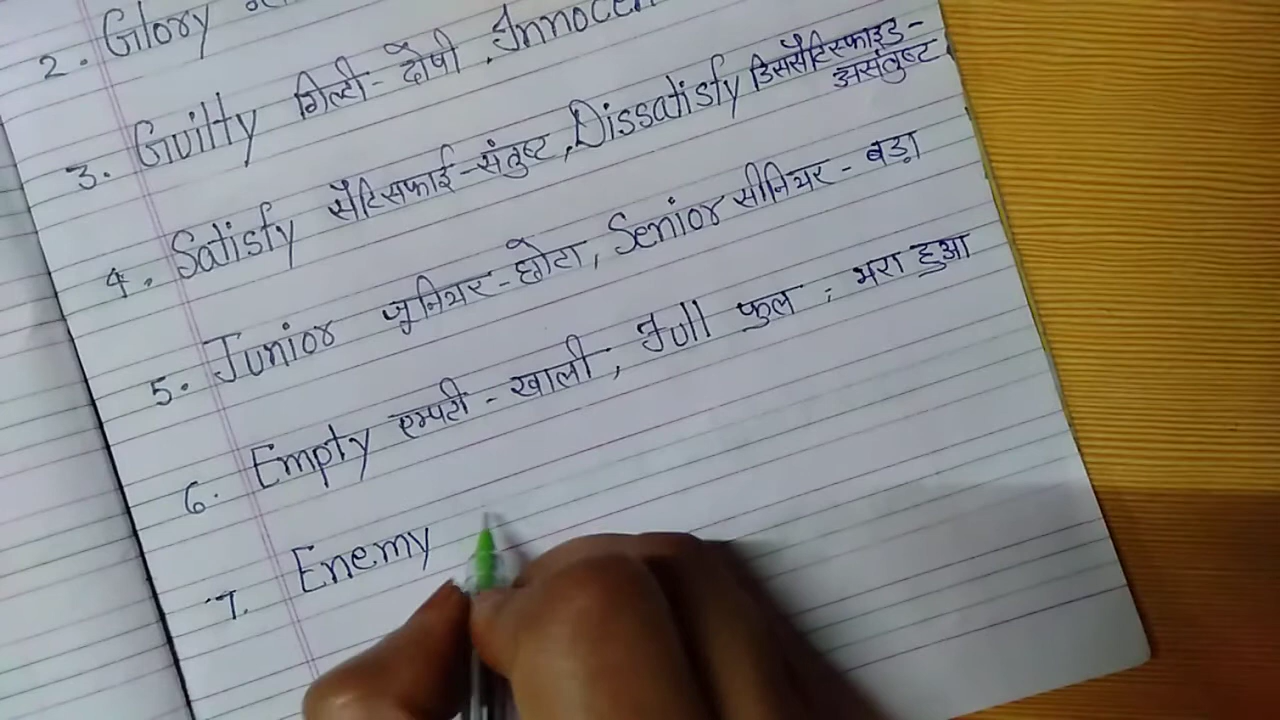 2. Glory
3. Guilty गिल्टी - दोषी , Innocen
4. Satisfy सैटिसफाई - संतुष्ट , Dissatisfy डिससैटिस्फाइड - असंतुष्ट
5. Junior जूनियर - छोटा , Senior सीनियर - बड़ा
6. Empty एम्पटी - खाली , Full फुल : भरा हुआ
7. Enemy